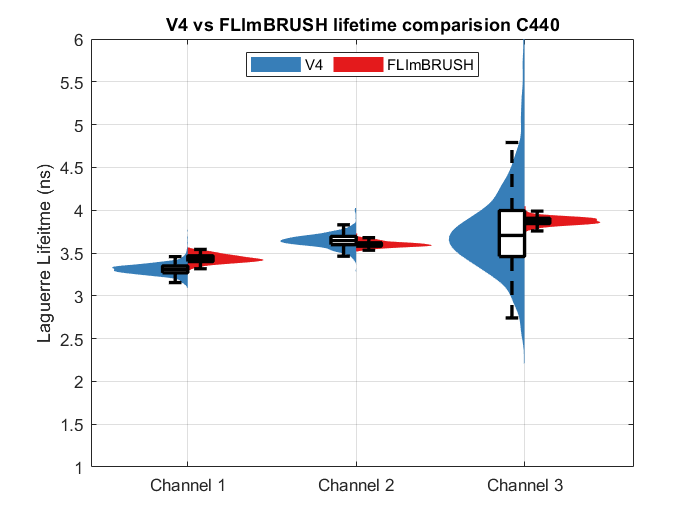 V4 vs FLImBRUSH lifetime comparision C440
V4 FLImBRUSH
Laguerre Lifeitme (ns)
6
5.5
5
4.5
4
3.5
3
2.5
2
1.5
1
Channel 1 Channel 2 Channel 3